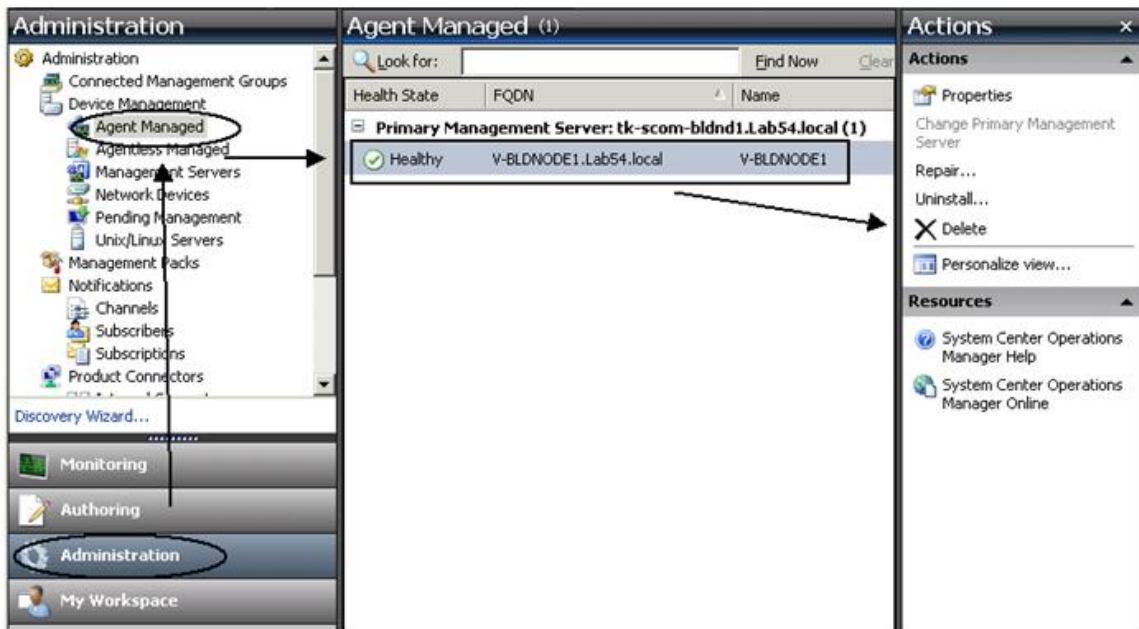 Administration
Administration
Connected Management Groups
Device Management
Agent Managed
Agentless Managed
Management Servers
Network Devices
Pending Management
Unix/Linux Servers
Management Packs
Notifications
Channels
Subscribers
Subscriptions
Product Connectors
Discovery Wizard...
Monitoring
Authoring
Administration
My Workspace
Agent Managed (1)
Look for:
Find Now
Clear
Health State
FQDN
Name
Primary Management Server: tk-scom-bldnd1.Lab54.local (1)
Healthy
V-BLDNODE1.Lab54.local
V-BLDNODE1
Actions
Actions
Properties
Change Primary Management
Server
Repair...
Uninstall...
Delete
Personalize view...
Resources
System Center Operations
Manager Help
System Center Operations
Manager Online